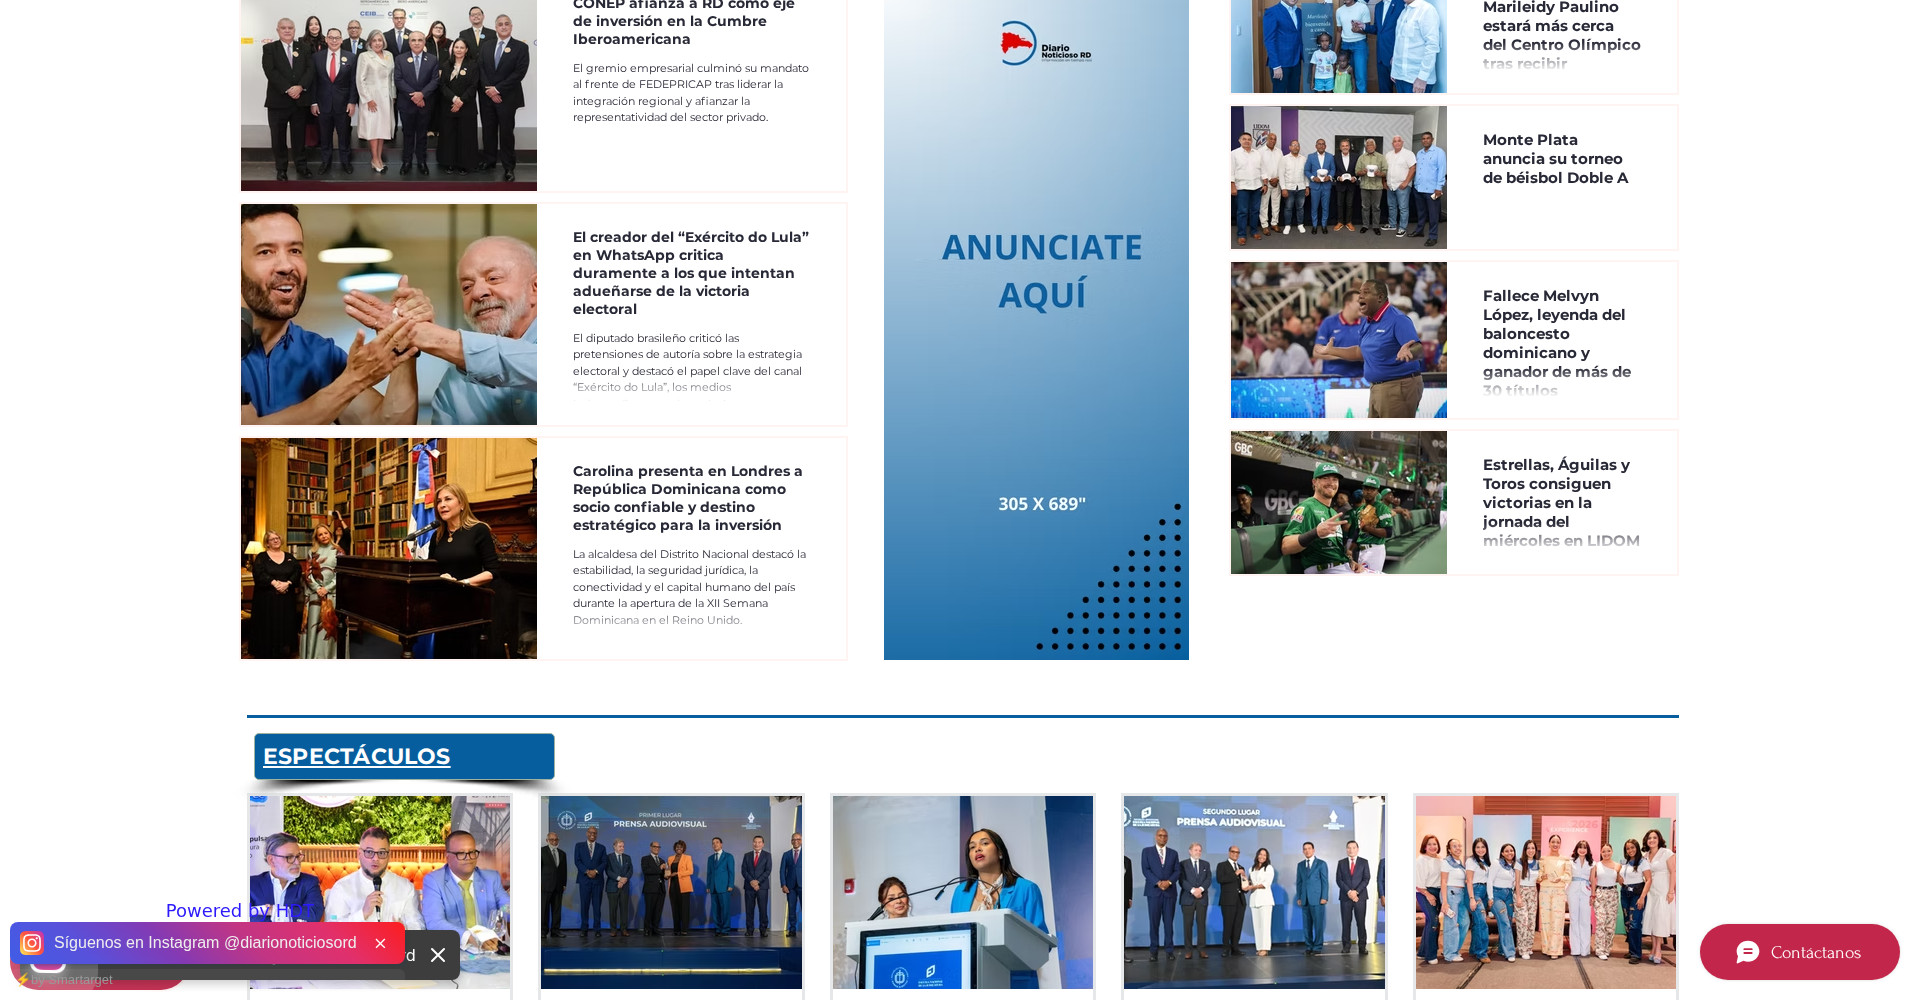 CONEP afianza a RD como eje
de inversión en la Cumbre
Iberoamericana
El gremio empresarial culminó su mandato
al frente de FEDEPRICAP tras liderar la
integración regional y afianzar la
representatividad del sector privado.
El creador del “Exército do Lula”
en WhatsApp critica
duramente a los que intentan
adueñarse de la victoria
electoral
El diputado brasileño criticó las
pretensiones de autoría sobre la estrategia
electoral y destacó el papel clave del canal
“Exército do Lula”, los medios
Carolina presenta en Londres a
República Dominicana como
socio confiable y destino
estratégico para la inversión
La alcaldesa del Distrito Nacional destacó la
estabilidad, la seguridad jurídica, la
conectividad y el capital humano del país
durante la apertura de la XII Semana
Dominicana en el Reino Unido.
Diario
Noticioso RD
ANUNCIATE
AQUÍ
305 X 689"
Marileidy Paulino
estará más cerca
del Centro Olímpico
tras recibir
LIDOM
Monte Plata
anuncia su torneo
de béisbol Doble A
Fallece Melvyn
López, leyenda del
baloncesto
dominicano y
ganador de más de
30 títulos
GBC
Estrellas, Águilas y
Toros consiguen
victorias en la
jornada del
miércoles en LIDOM
ESPECTÁCULOS
PRIMER LUGAR
PRENSA AUDIOVISUAL
SEGUNDO LUGAR
PRENSA AUDIOVISUAL
2026
Powered by
Síguenos en Instagram @diarionoticiosord
rd
⚡by Smartarget
Contáctanos